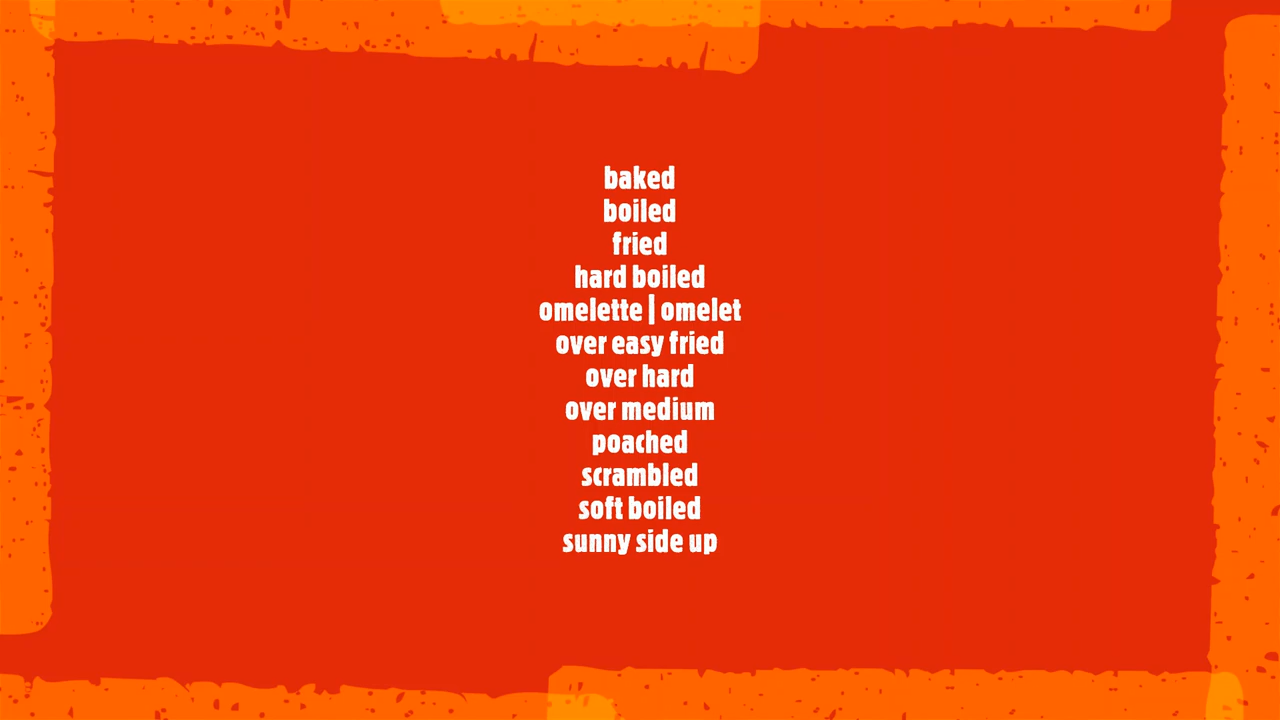 baked
boiled
fried
hard boiled
omelette | omelet
over easy fried
over hard
over medium
poached
scrambled
soft boiled
sunny side up